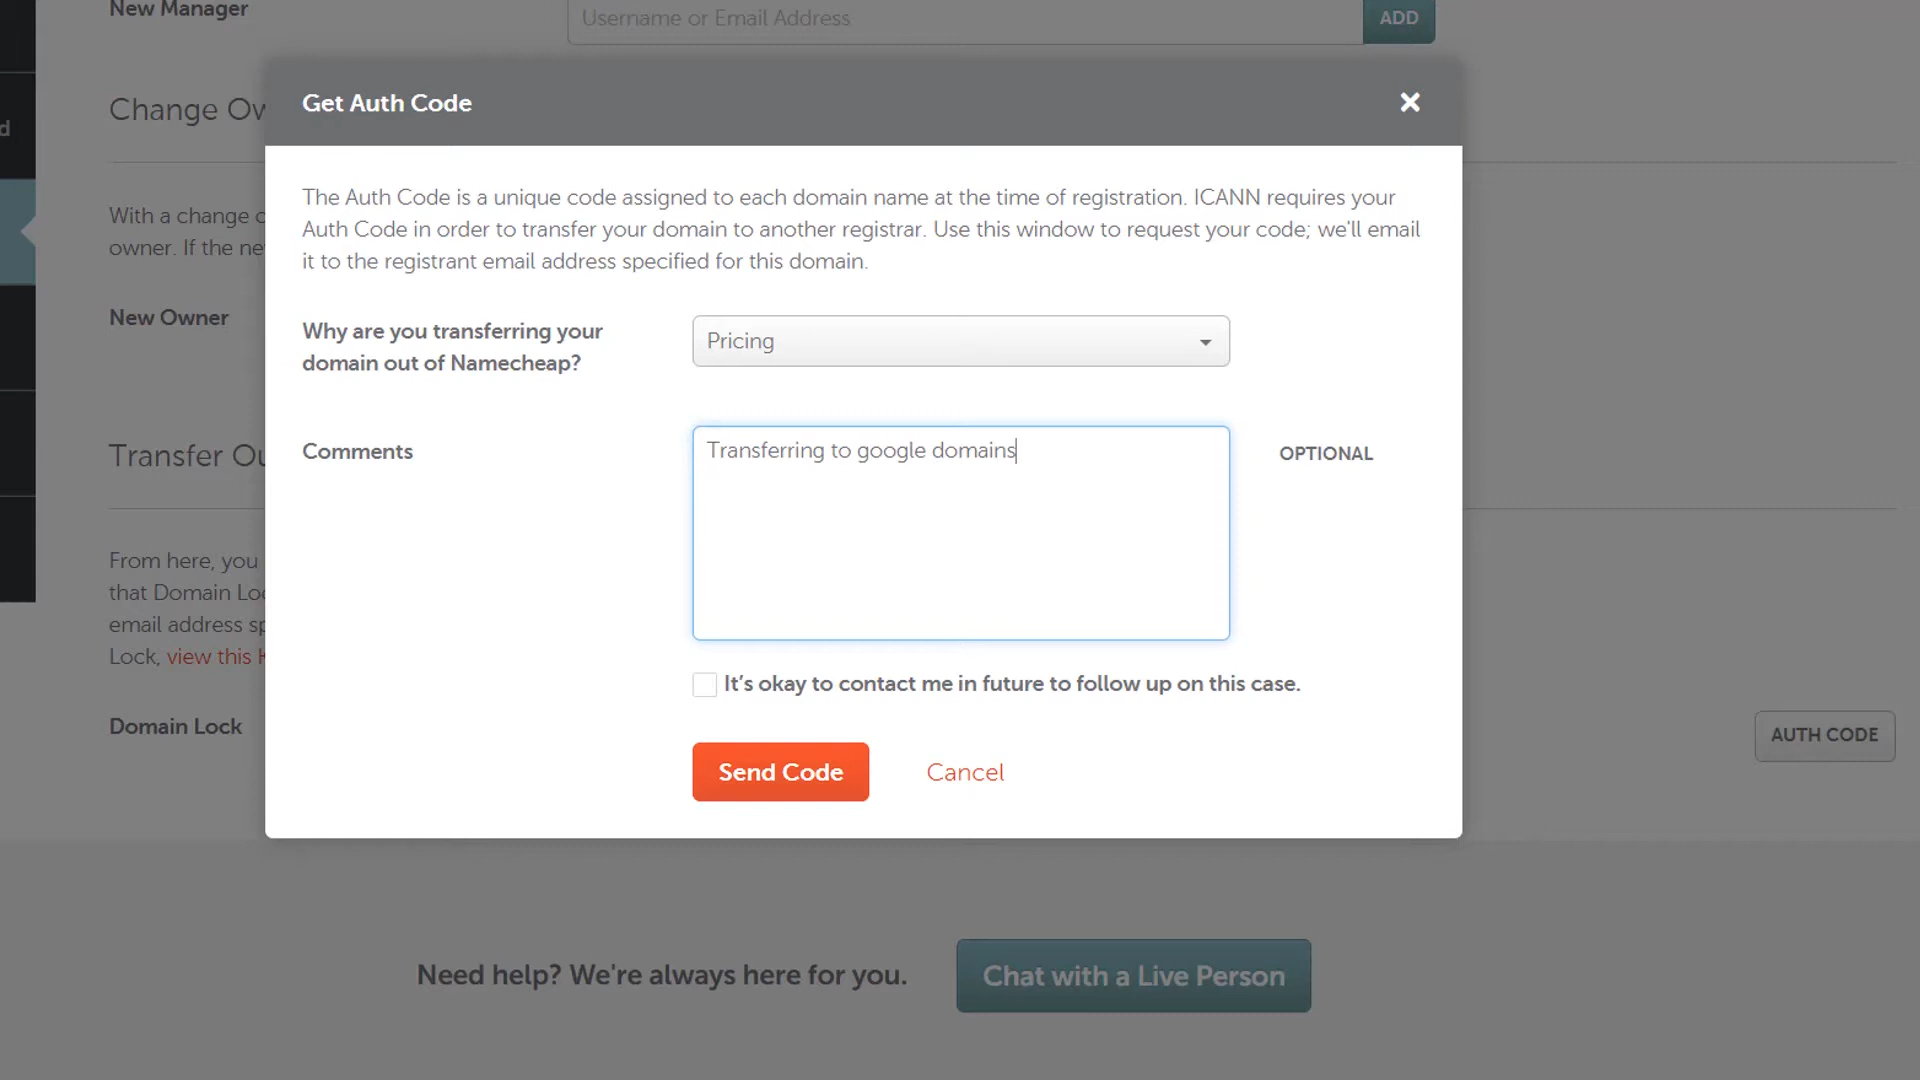 New Manager
Username or Email Address
ADD
Get Auth Code
Change Ow
d
The Auth Code is a unique code assigned to each domain name at the time of registration. ICANN requires your
Auth Code in order to transfer your domain to another registrar. Use this window to request your code; we'll email
it to the registrant email address specified for this domain.
With a change o
owner. If the ne
New Owner
Why are you transferring your
domain out of Namecheap?
Pricing
Comments
Transferring to google domains
OPTIONAL
Transfer Ou
From here, you
that Domain Loc
email address sp
Lock, view this K
It's okay to contact me in future to follow up on this case.
Domain Lock
AUTH CODE
Send Code
Cancel
Need help? We're always here for you.
Chat with a Live Person